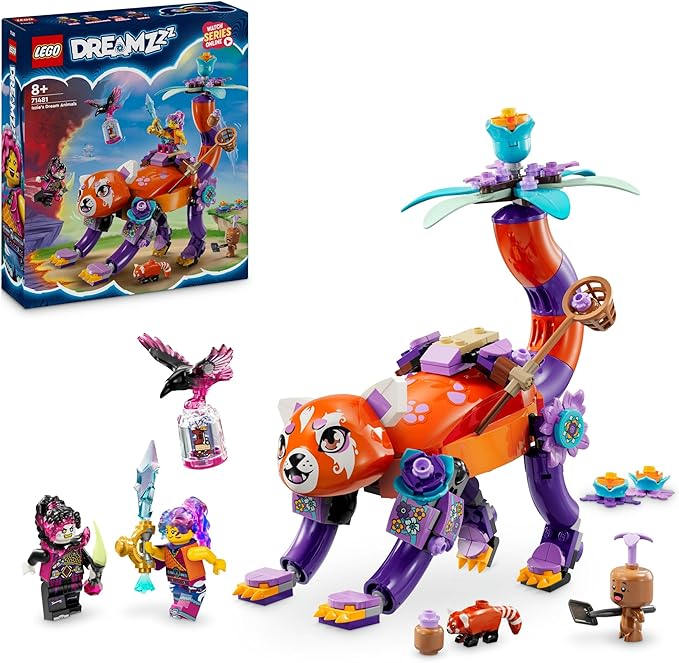 LEGO
DREAMZzz
WATCH
SERIES
ONLINE
8+
71481
Izzie's Dream Animals